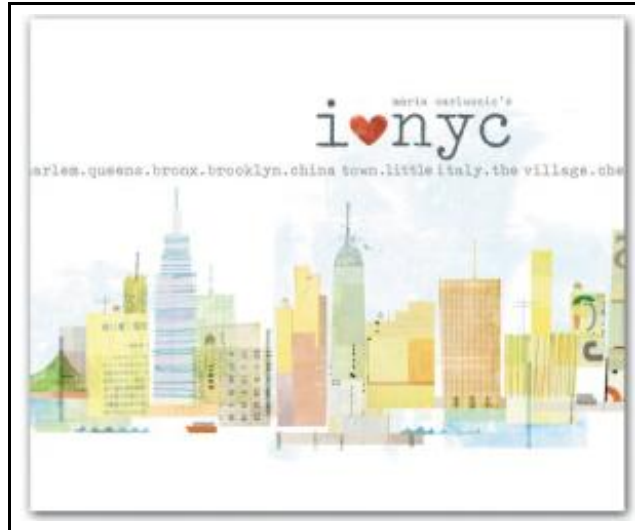 maria carluccio's
i❤nyc
arlem.queens.bronx.brooklyn.china town.little italy.the village.che